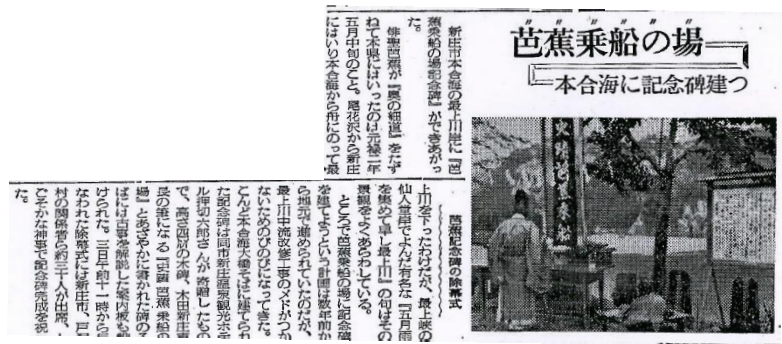 芭蕉乗船の場
本合海に記念碑建つ
新庄市本合海の最上川岸に『芭
蕉乗船の場記念碑』ができあがっ
た。
俳聖芭蕉が『奥の細道』をたず
ねて本県にはいったのは元禄二年
五月中旬のこと。尾花沢から新庄
にはいり本合海から舟にのって最
上川を下ったわけだが、最上峡の
仙人堂付近でよんだ有名な『五月雨
を集めて早し最上川』の句はその
景観をよくあらわしている。
ところで芭蕉乗船の場に記念碑
を建てようという計画は数年前か
ら地元で進められていたのだが、
最上川中流改修工事のメドがつか
ないためのびのびになってきた。
こんど本合海大橋そばに建てられ
た記念碑は同市新庄温泉観光ホテ
ル押切次郎さんが寄贈したもの
で、高さ四㍍の木碑、木田新庄市
長の筆になる『史蹟芭蕉乗船の
場』とあざやかに書かれた碑のそ
ばには古事を解説した案内板も設
けられた。三日午前十一時から行
なわれた除幕式には新庄市、戸沢
村の関係者ら約三十人が出席、お
ごそかな神事で記念碑完成を祝っ
た。
史蹟芭蕉乗船
芭蕉記念碑の除幕式